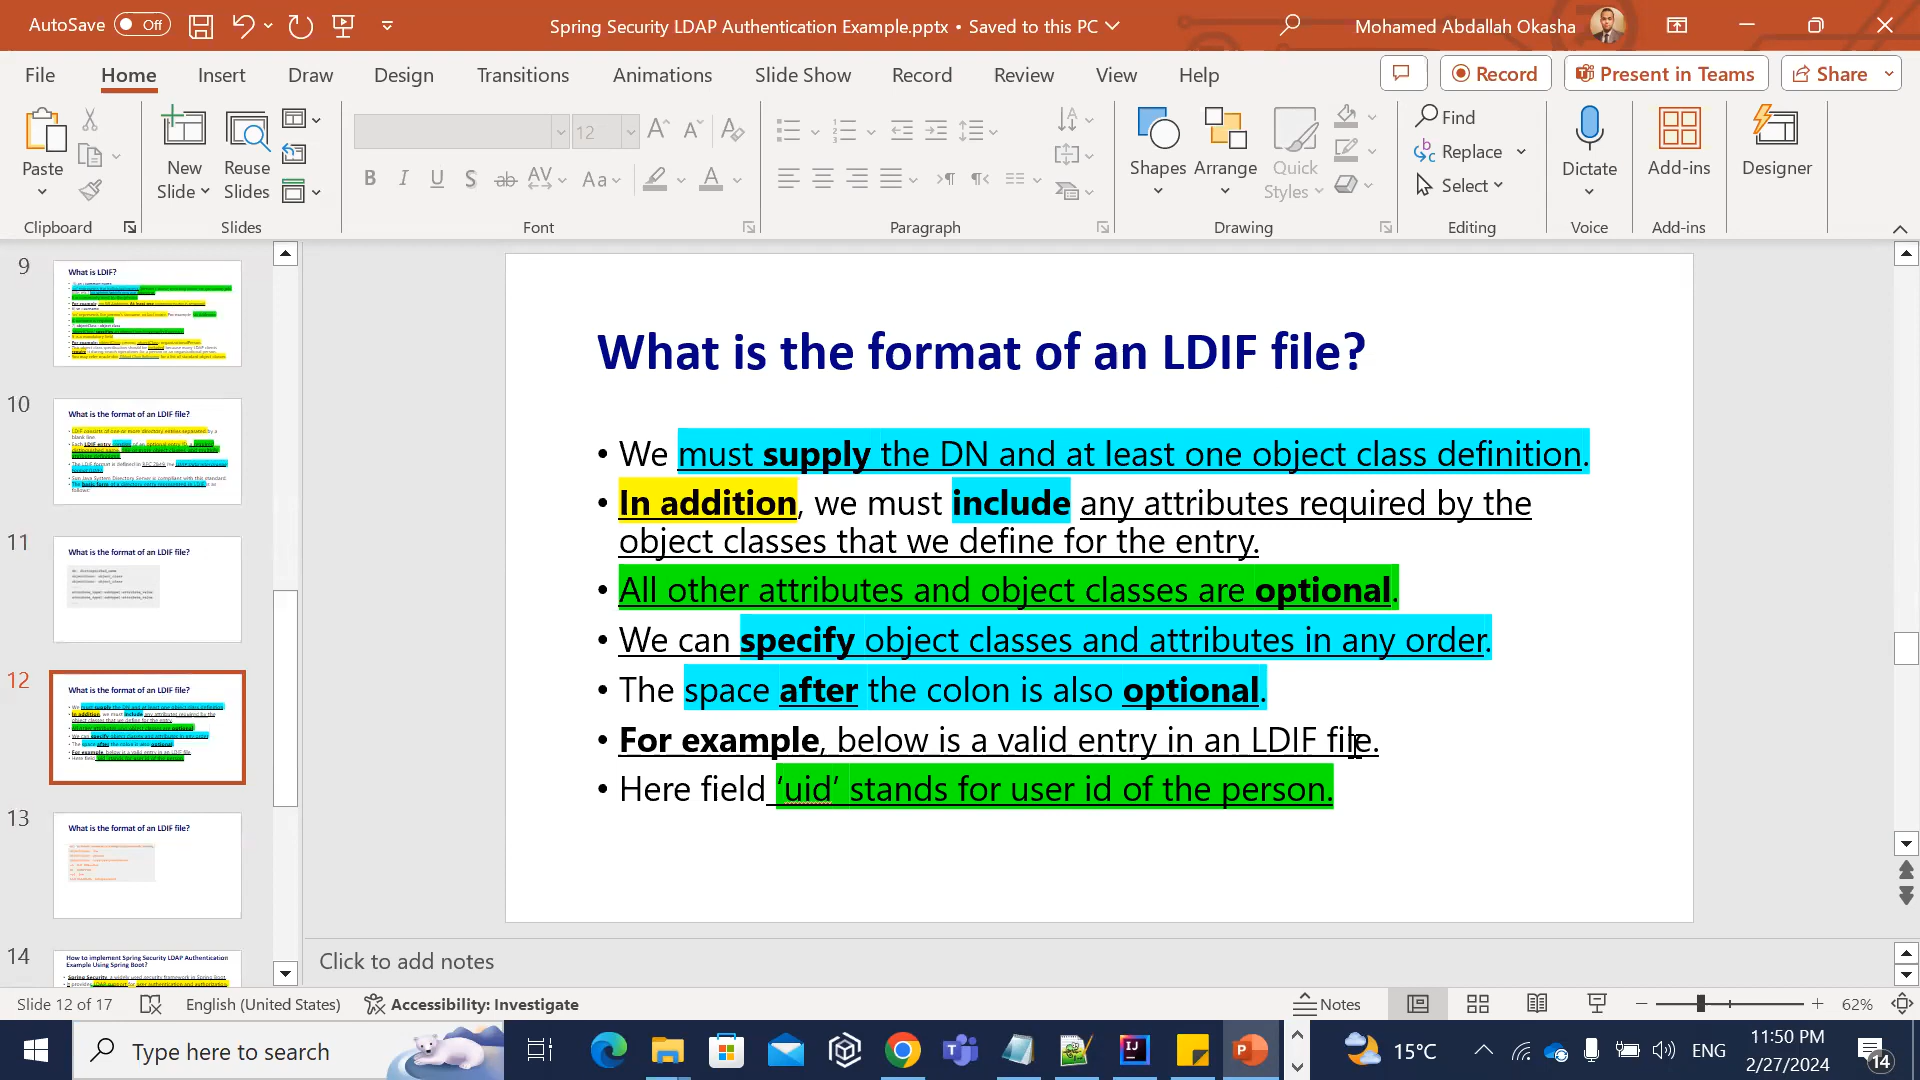 AutoSave Off
Spring Security LDAP Authentication Example.pptx • Saved to this PC
Mohamed Abdallah Okasha
File Home Insert Draw Design Transitions Animations Slide Show Record Review View Help
Record Present in Teams Share
Paste
New Slide
Reuse Slides
12
Shapes Arrange Quick Styles
Find
Replace
Select
Dictate
Add-ins
Designer
Clipboard Slides Font Paragraph Drawing Editing Voice Add-ins
9
What is LDIF?
10
What is the format of an LDIF file?
11
What is the format of an LDIF file?
12
What is the format of an LDIF file?
13
What is the format of an LDIF file?
14
How to implement Spring Security LDAP Authentication
Example Using Spring Boot?
What is the format of an LDIF file?
• We must supply the DN and at least one object class definition.
• In addition, we must include any attributes required by the
object classes that we define for the entry.
• All other attributes and object classes are optional.
• We can specify object classes and attributes in any order.
• The space after the colon is also optional.
• For example, below is a valid entry in an LDIF file.
• Here field ‘uid’ stands for user id of the person.
Click to add notes
Slide 12 of 17 English (United States) Accessibility: Investigate Notes 62%
Type here to search
15°C
ENG
11:50 PM
2/27/2024
14